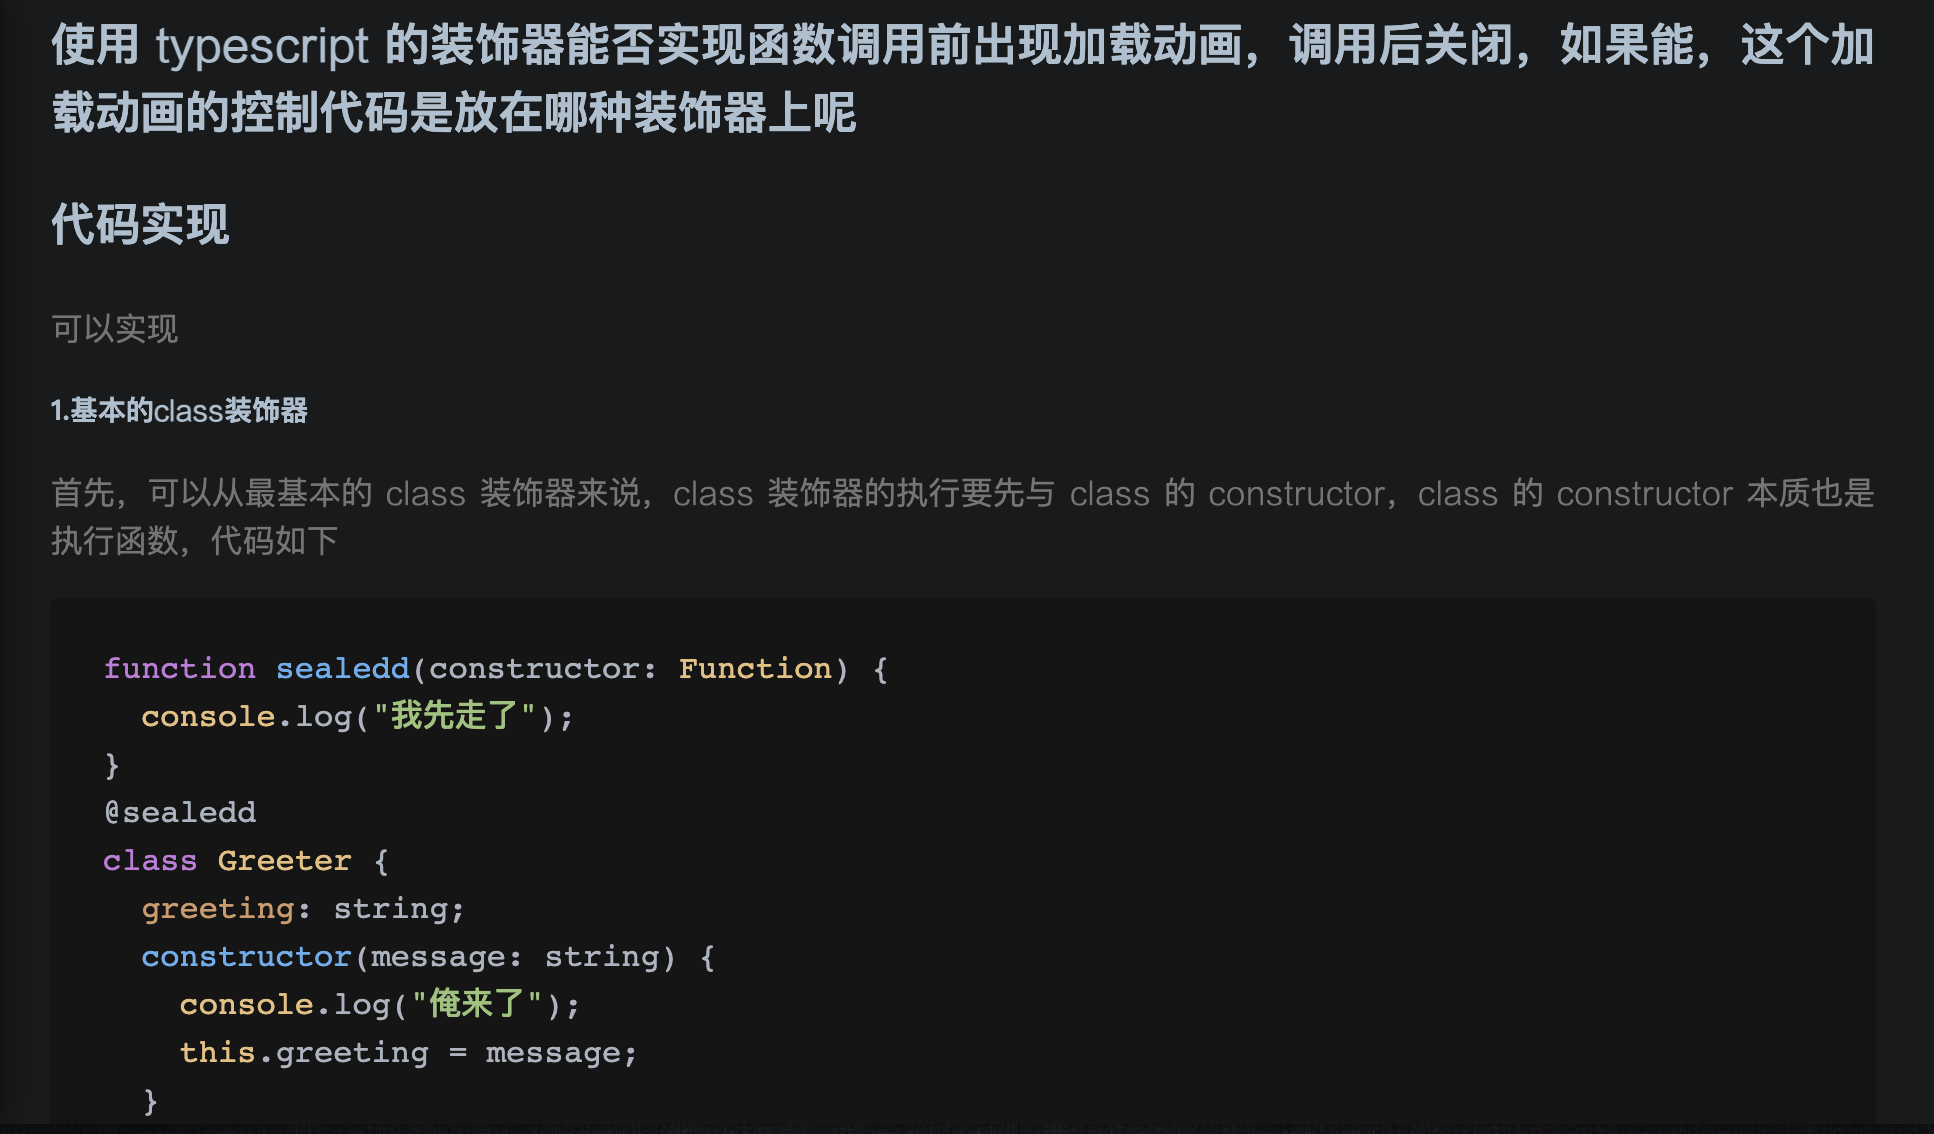 使用 typescript 的装饰器能否实现函数调用前出现加载动画，调用后关闭，如果能，这个加
载动画的控制代码是放在哪种装饰器上呢
代码实现
可以实现
1.基本的class装饰器
首先，可以从最基本的 class 装饰器来说，class 装饰器的执行要先与 class 的 constructor，class 的 constructor 本质也是
执行函数，代码如下
function sealedd(constructor: Function) {
  console.log("我先走了");
}
@sealedd
class Greeter {
  greeting: string;
  constructor(message: string) {
    console.log("俺来了");
    this.greeting = message;
  }